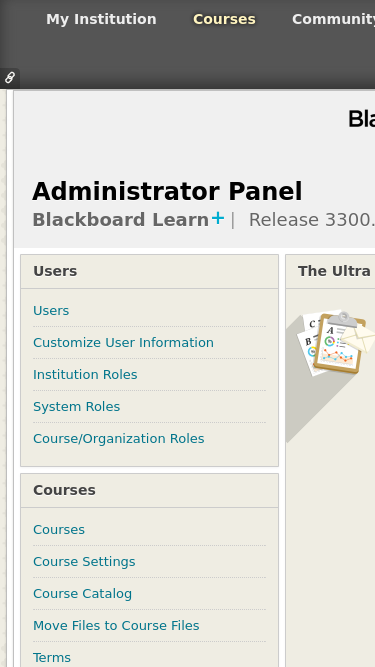 My Institution Courses Community
Administrator Panel
Blackboard Learn+ | Release 3300.
Users
Users
Customize User Information
Institution Roles
System Roles
Course/Organization Roles
The Ultra
Courses
Courses
Course Settings
Course Catalog
Move Files to Course Files
Terms